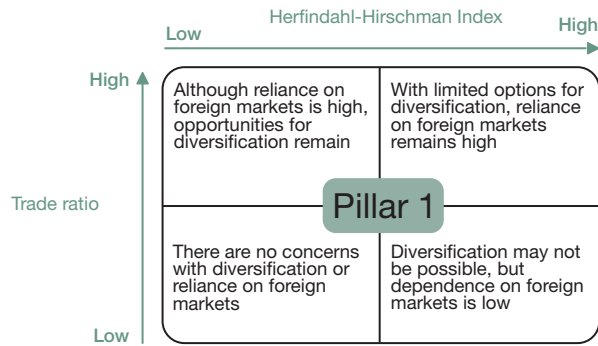 Herfindahl-Hirschman Index
Low
High
High
Although reliance on
foreign markets is high,
opportunities for
diversification remain
With limited options for
diversification, reliance
on foreign markets
remains high
Trade ratio
Pillar 1
There are no concerns
with diversification or
reliance on foreign
markets
Diversification may not
be possible, but
dependence on foreign
markets is low
Low